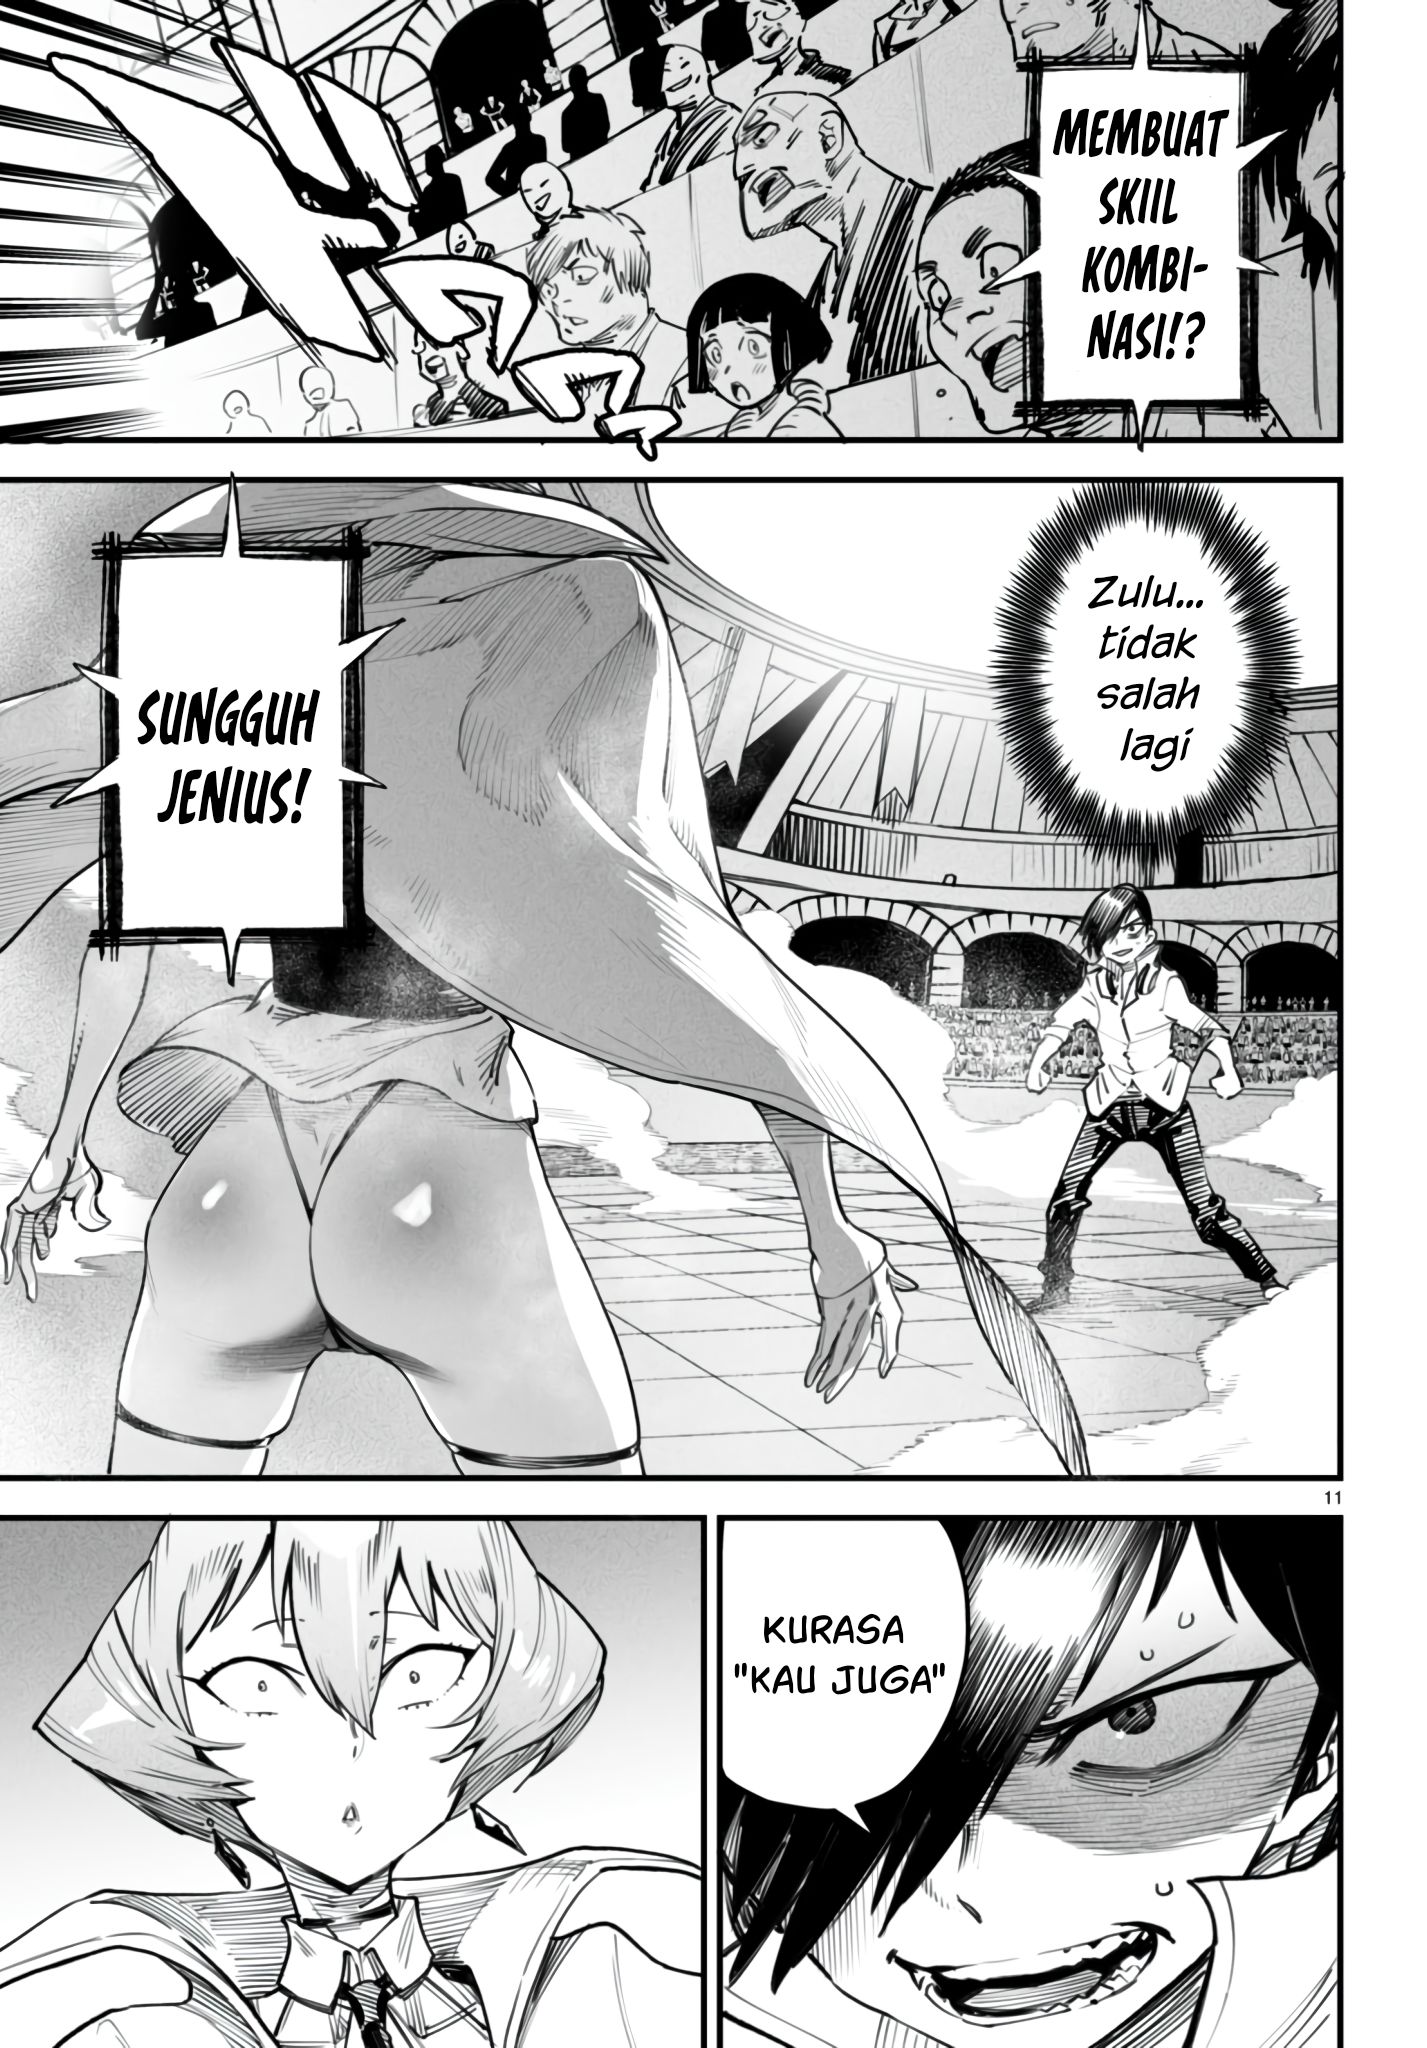 MEMBUAT
SKIIL
KOMBI-
NASI!?
Zulu...
tidak
salah
lagi
SUNGGUH
JENIUS!
11
KURASA
"KAU JUGA"